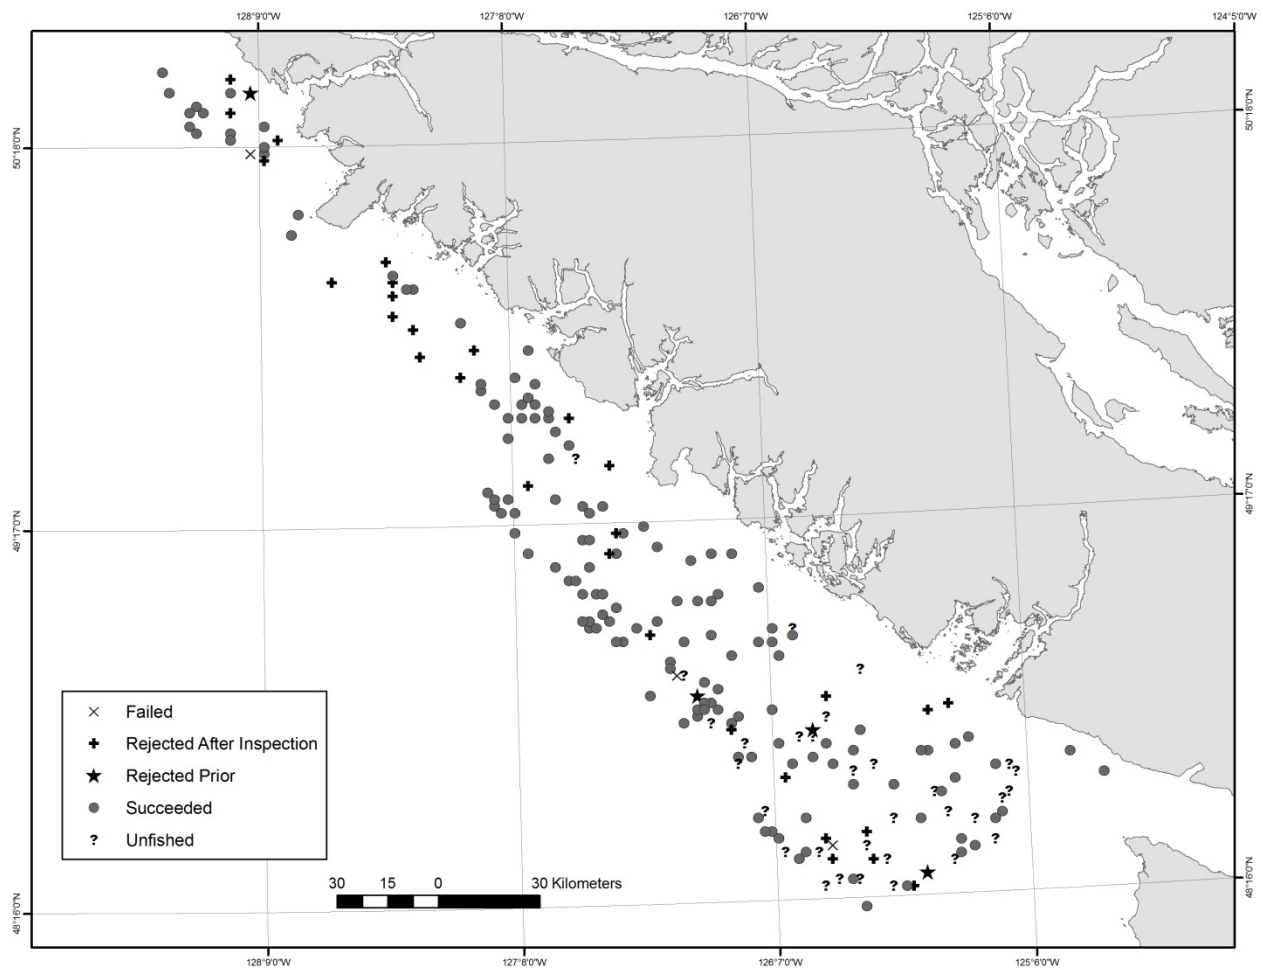 128°9'0"W 127°8'0"W 126°7'0"W 125°6'0"W 124°5'0"W
50°18'0"N 50°18'0"N
49°17'0"N 49°17'0"N
48°16'0"N 48°16'0"N
Failed
Rejected After Inspection
Rejected Prior
Succeeded
? Unfished
30 15 0 30 Kilometers
128°9'0"W 127°8'0"W 126°7'0"W 125°6'0"W